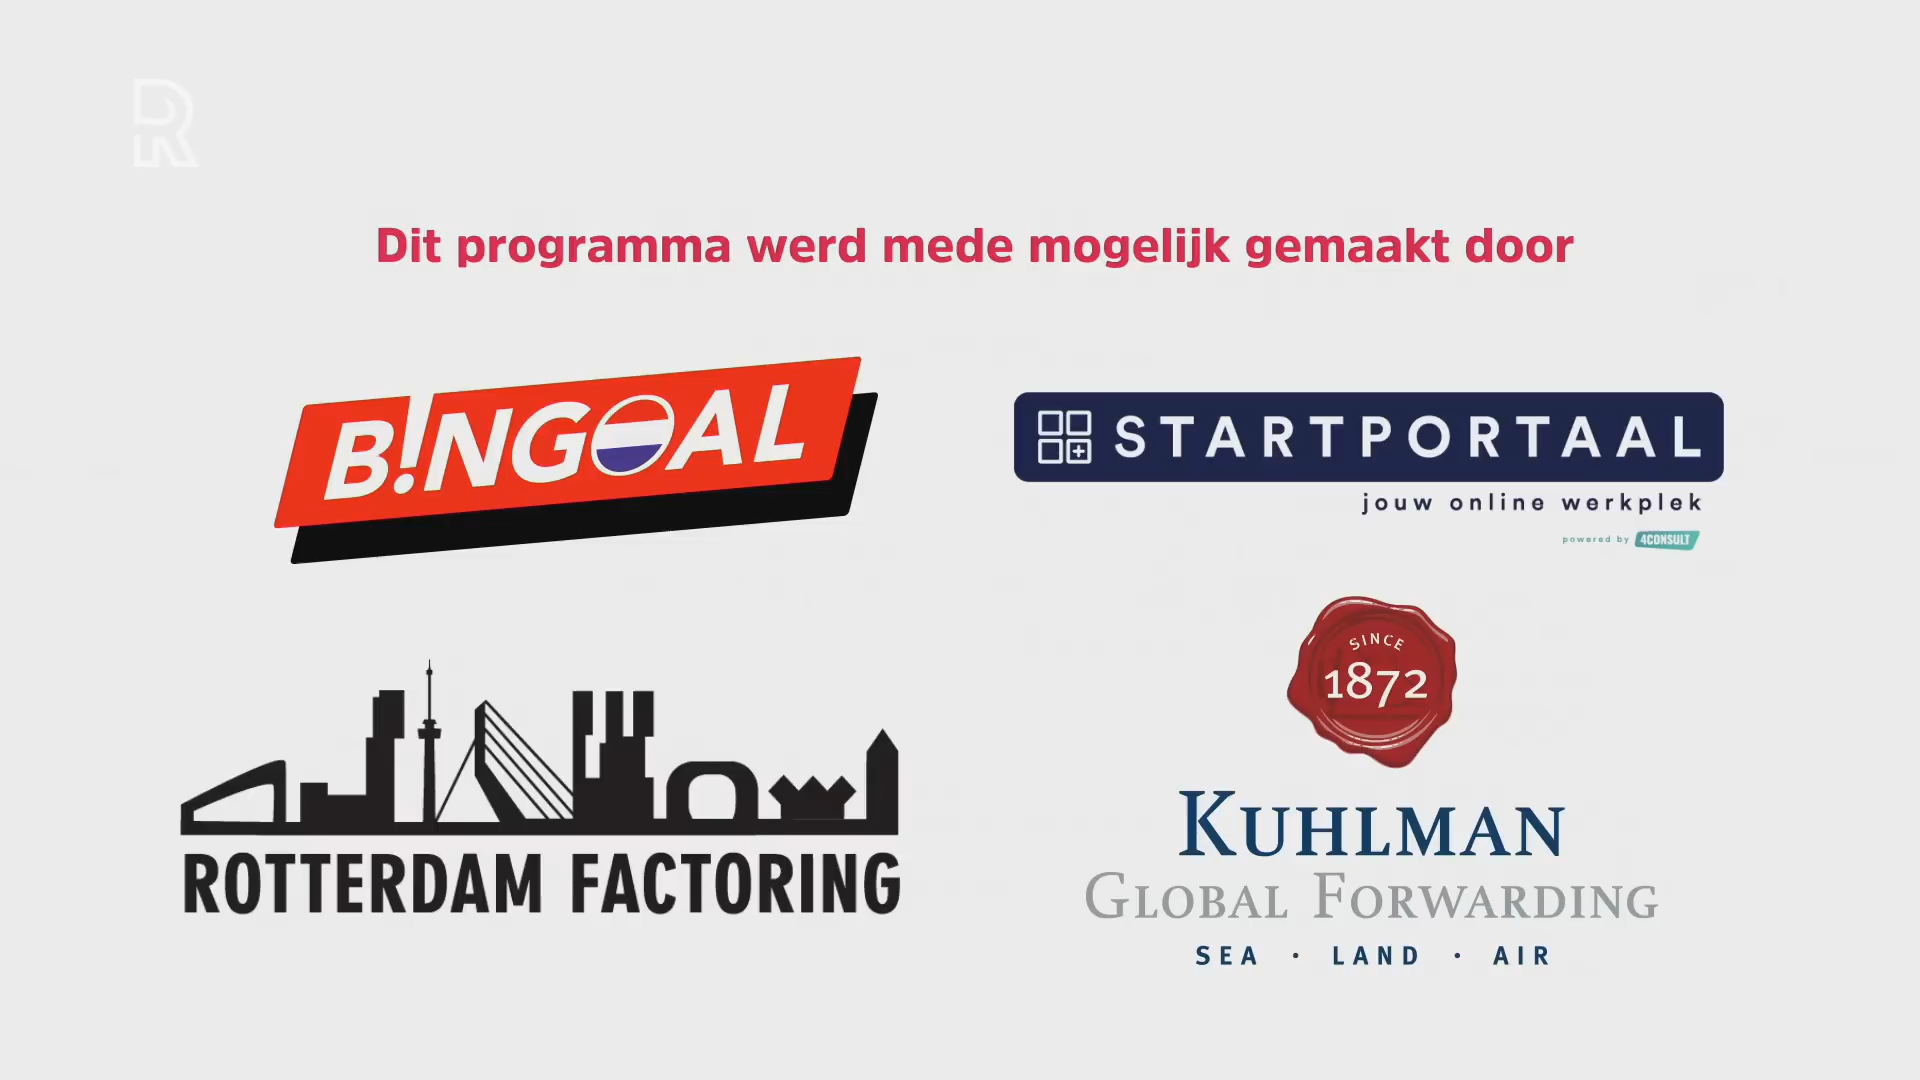 R
Dit programma werd mede mogelijk gemaakt door
B!NGOAL
STARTPORTAAL
jouw online werkplek
powered by 4CONSULT
ROTTERDAM FACTORING
SINCE
1872
KUHLMAN
GLOBAL FORWARDING
SEA · LAND · AIR